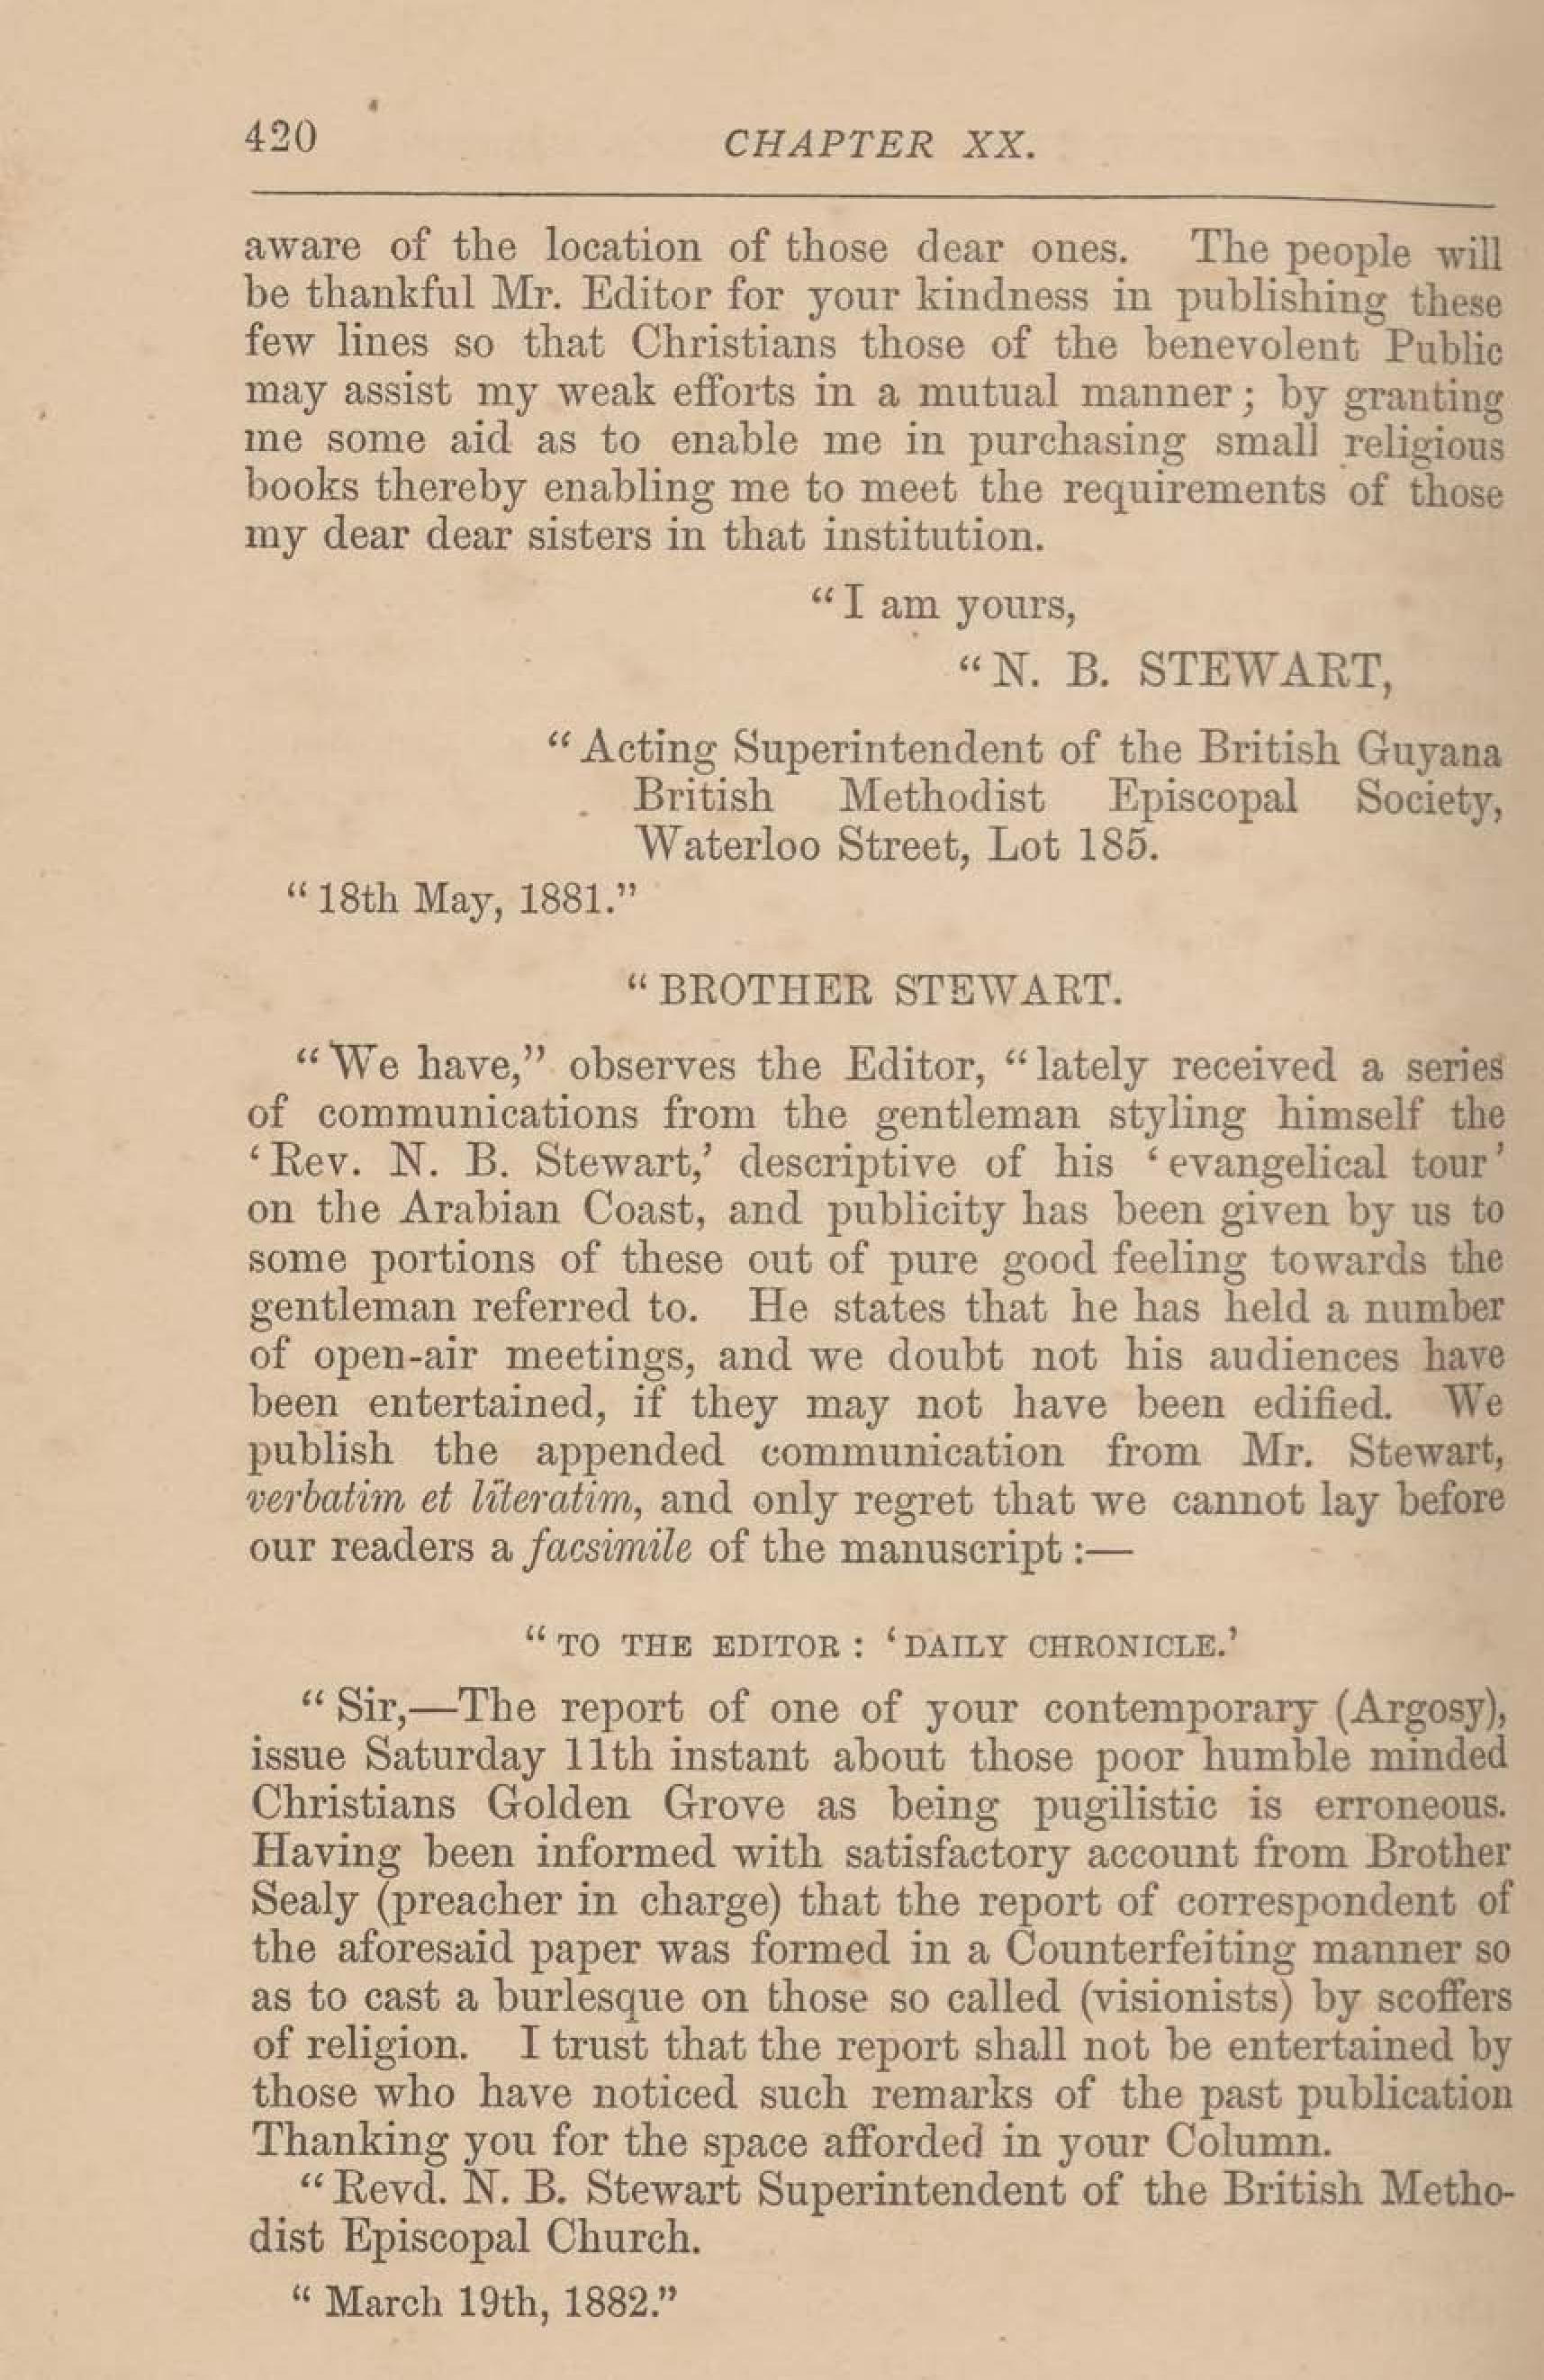 420
CHAPTER XX.
aware of the location of those dear ones. The people will
be thankful Mr. Editor for your kindness in publishing these
few lines so that Christians those of the benevolent Public
may assist my weak efforts in a mutual manner; by granting
me some aid as to enable me in purchasing small religious
books thereby enabling me to meet the requirements of those
my dear dear sisters in that institution.
“I am yours,
“N. B. STEWART,
“Acting Superintendent of the British Guyana
British Methodist Episcopal Society,
Waterloo Street, Lot 185.
“18th May, 1881.”
“BROTHER STEWART.
“We have,” observes the Editor, “lately received a series
of communications from the gentleman styling himself the
‘Rev. N. B. Stewart,’ descriptive of his ‘evangelical tour’
on the Arabian Coast, and publicity has been given by us to
some portions of these out of pure good feeling towards the
gentleman referred to. He states that he has held a number
of open-air meetings, and we doubt not his audiences have
been entertained, if they may not have been edified. We
publish the appended communication from Mr. Stewart,
verbatim et literatim, and only regret that we cannot lay before
our readers a facsimile of the manuscript :—
“TO THE EDITOR : ‘DAILY CHRONICLE.’
“Sir,—The report of one of your contemporary (Argosy),
issue Saturday 11th instant about those poor humble minded
Christians Golden Grove as being pugilistic is erroneous.
Having been informed with satisfactory account from Brother
Sealy (preacher in charge) that the report of correspondent of
the aforesaid paper was formed in a Counterfeiting manner so
as to cast a burlesque on those so called (visionists) by scoffers
of religion. I trust that the report shall not be entertained by
those who have noticed such remarks of the past publication
Thanking you for the space afforded in your Column.
“Revd. N. B. Stewart Superintendent of the British Metho-
dist Episcopal Church.
“March 19th, 1882.”